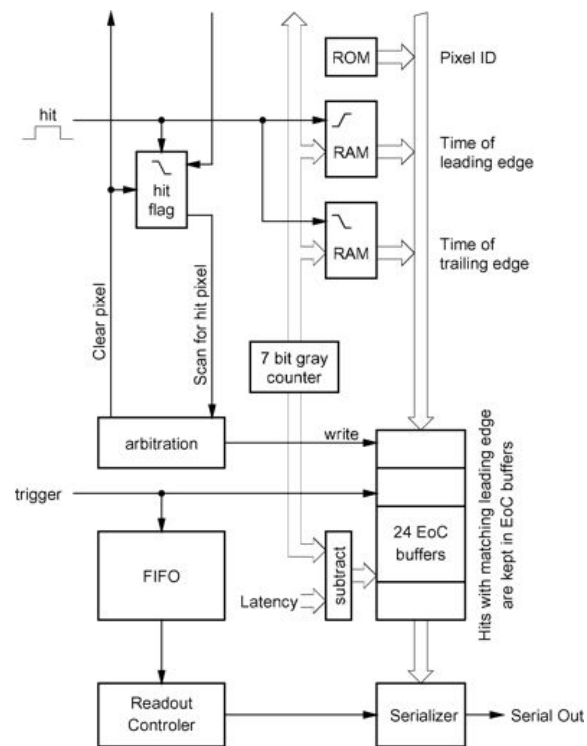 ROM
Pixel ID
hit
RAM
Time of
leading edge
hit
flag
RAM
Time of
trailing edge
Clear pixel
Scan for hit pixel
7 bit gray
counter
arbitration
write
trigger
24 EoC
buffers
Hits with matching leading edge
are kept in EoC buffers
FIFO
subtract
Latency
Readout
Controler
Serializer
Serial Out